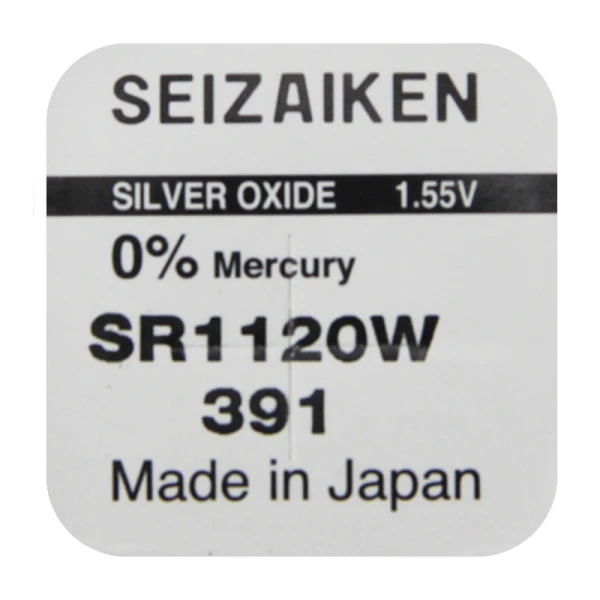 SEIZAIKEN
SILVER OXIDE 1.55V
0% Mercury
SR1120W
391
Made in Japan